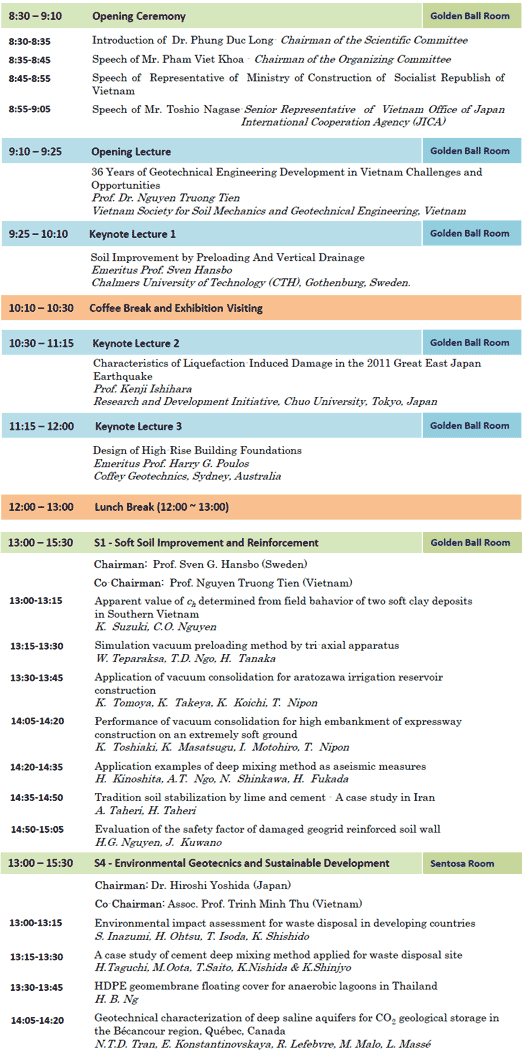 8:30 – 9:10 Opening Ceremony Golden Ball Room
8:30-8:35 Introduction of Dr. Phung Duc Long- Chairman of the Scientific Committee
8:35-8:45 Speech of Mr. Pham Viet Khoa - Chairman of the Organizing Committee
8:45-8:55 Speech of Representative of Ministry of Construction of Socialist Republish of
Vietnam
8:55-9:05 Speech of Mr. Toshio Nagase-Senior Representative of Vietnam Office of Japan
International Cooperation Agency (JICA)
9:10 – 9:25 Opening Lecture Golden Ball Room
36 Years of Geotechnical Engineering Development in Vietnam Challenges and
Opportunities
Prof. Dr. Nguyen Truong Tien
Vietnam Society for Soil Mechanics and Geotechnical Engineering, Vietnam
9:25 – 10:10 Keynote Lecture 1 Golden Ball Room
Soil Improvement by Preloading And Vertical Drainage
Emeritus Prof. Sven Hansbo
Chalmers University of Technology (CTH), Gothenburg, Sweden.
10:10 – 10:30 Coffee Break and Exhibition Visiting
10:30 – 11:15 Keynote Lecture 2 Golden Ball Room
Characteristics of Liquefaction-Induced Damage in the 2011 Great East Japan
Earthquake
Prof. Kenji Ishihara
Research and Development Initiative, Chuo University, Tokyo, Japan
11:15 – 12:00 Keynote Lecture 3 Golden Ball Room
Design of High-Rise Building Foundations
Emeritus Prof. Harry G. Poulos
Coffey Geotechnics, Sydney, Australia
12:00 – 13:00 Lunch Break (12:00 ~ 13:00)
13:00 – 15:30 S1 - Soft Soil Improvement and Reinforcement Golden Ball Room
Chairman: Prof. Sven G. Hansbo (Sweden)
Co-Chairman: Prof. Nguyen Truong Tien (Vietnam)
13:00-13:15 Apparent value of ch determined from field bahavior of two soft clay deposits
in Southern Vietnam
K. Suzuki, C.O. Nguyen
13:15-13:30 Simulation vacuum preloading method by tri-axial apparatus
W. Teparaksa, T.D. Ngo, H. Tanaka
13:30-13:45 Application of vacuum consolidation for aratozawa irrigation reservoir
construction
K. Tomoya, K. Takeya, K. Koichi, T. Nipon
14:05-14:20 Performance of vacuum consolidation for high embankment of expressway
construction on an extremely soft ground
K. Toshiaki, K. Masatsugu, I. Motohiro, T. Nipon
14:20-14:35 Application examples of deep mixing method as aseismic measures
H. Kinoshita, A.T. Ngo, N. Shinkawa, H. Fukada
14:35-14:50 Tradition soil stabilization by lime and cement - A case study in Iran
A. Taheri, H. Taheri
14:50-15:05 Evaluation of the safety factor of damaged geogrid reinforced soil wall
H.G. Nguyen, J. Kuwano
13:00 – 15:30 S4 - Environmental Geotecnics and Sustainable Development Sentosa Room
Chairman: Dr. Hiroshi Yoshida (Japan)
Co-Chairman: Assoc. Prof. Trinh Minh Thu (Vietnam)
13:00-13:15 Environmental impact assessment for waste disposal in developing countries
S. Inazumi, H. Ohtsu, T. Isoda, K. Shishido
13:15-13:30 A case study of cement deep mixing method applied for waste disposal site
H.Taguchi, M.Oota, T.Saito, K.Nishida & K.Shinjyo
13:30-13:45 HDPE geomembrane floating cover for anaerobic lagoons in Thailand
H. B. Ng
14:05-14:20 Geotechnical characterization of deep saline aquifers for CO2 geological storage in
the Bécancour region, Québec, Canada
N.T.D. Tran, E. Konstantinovskaya, R. Lefebvre, M. Malo, L. Massé